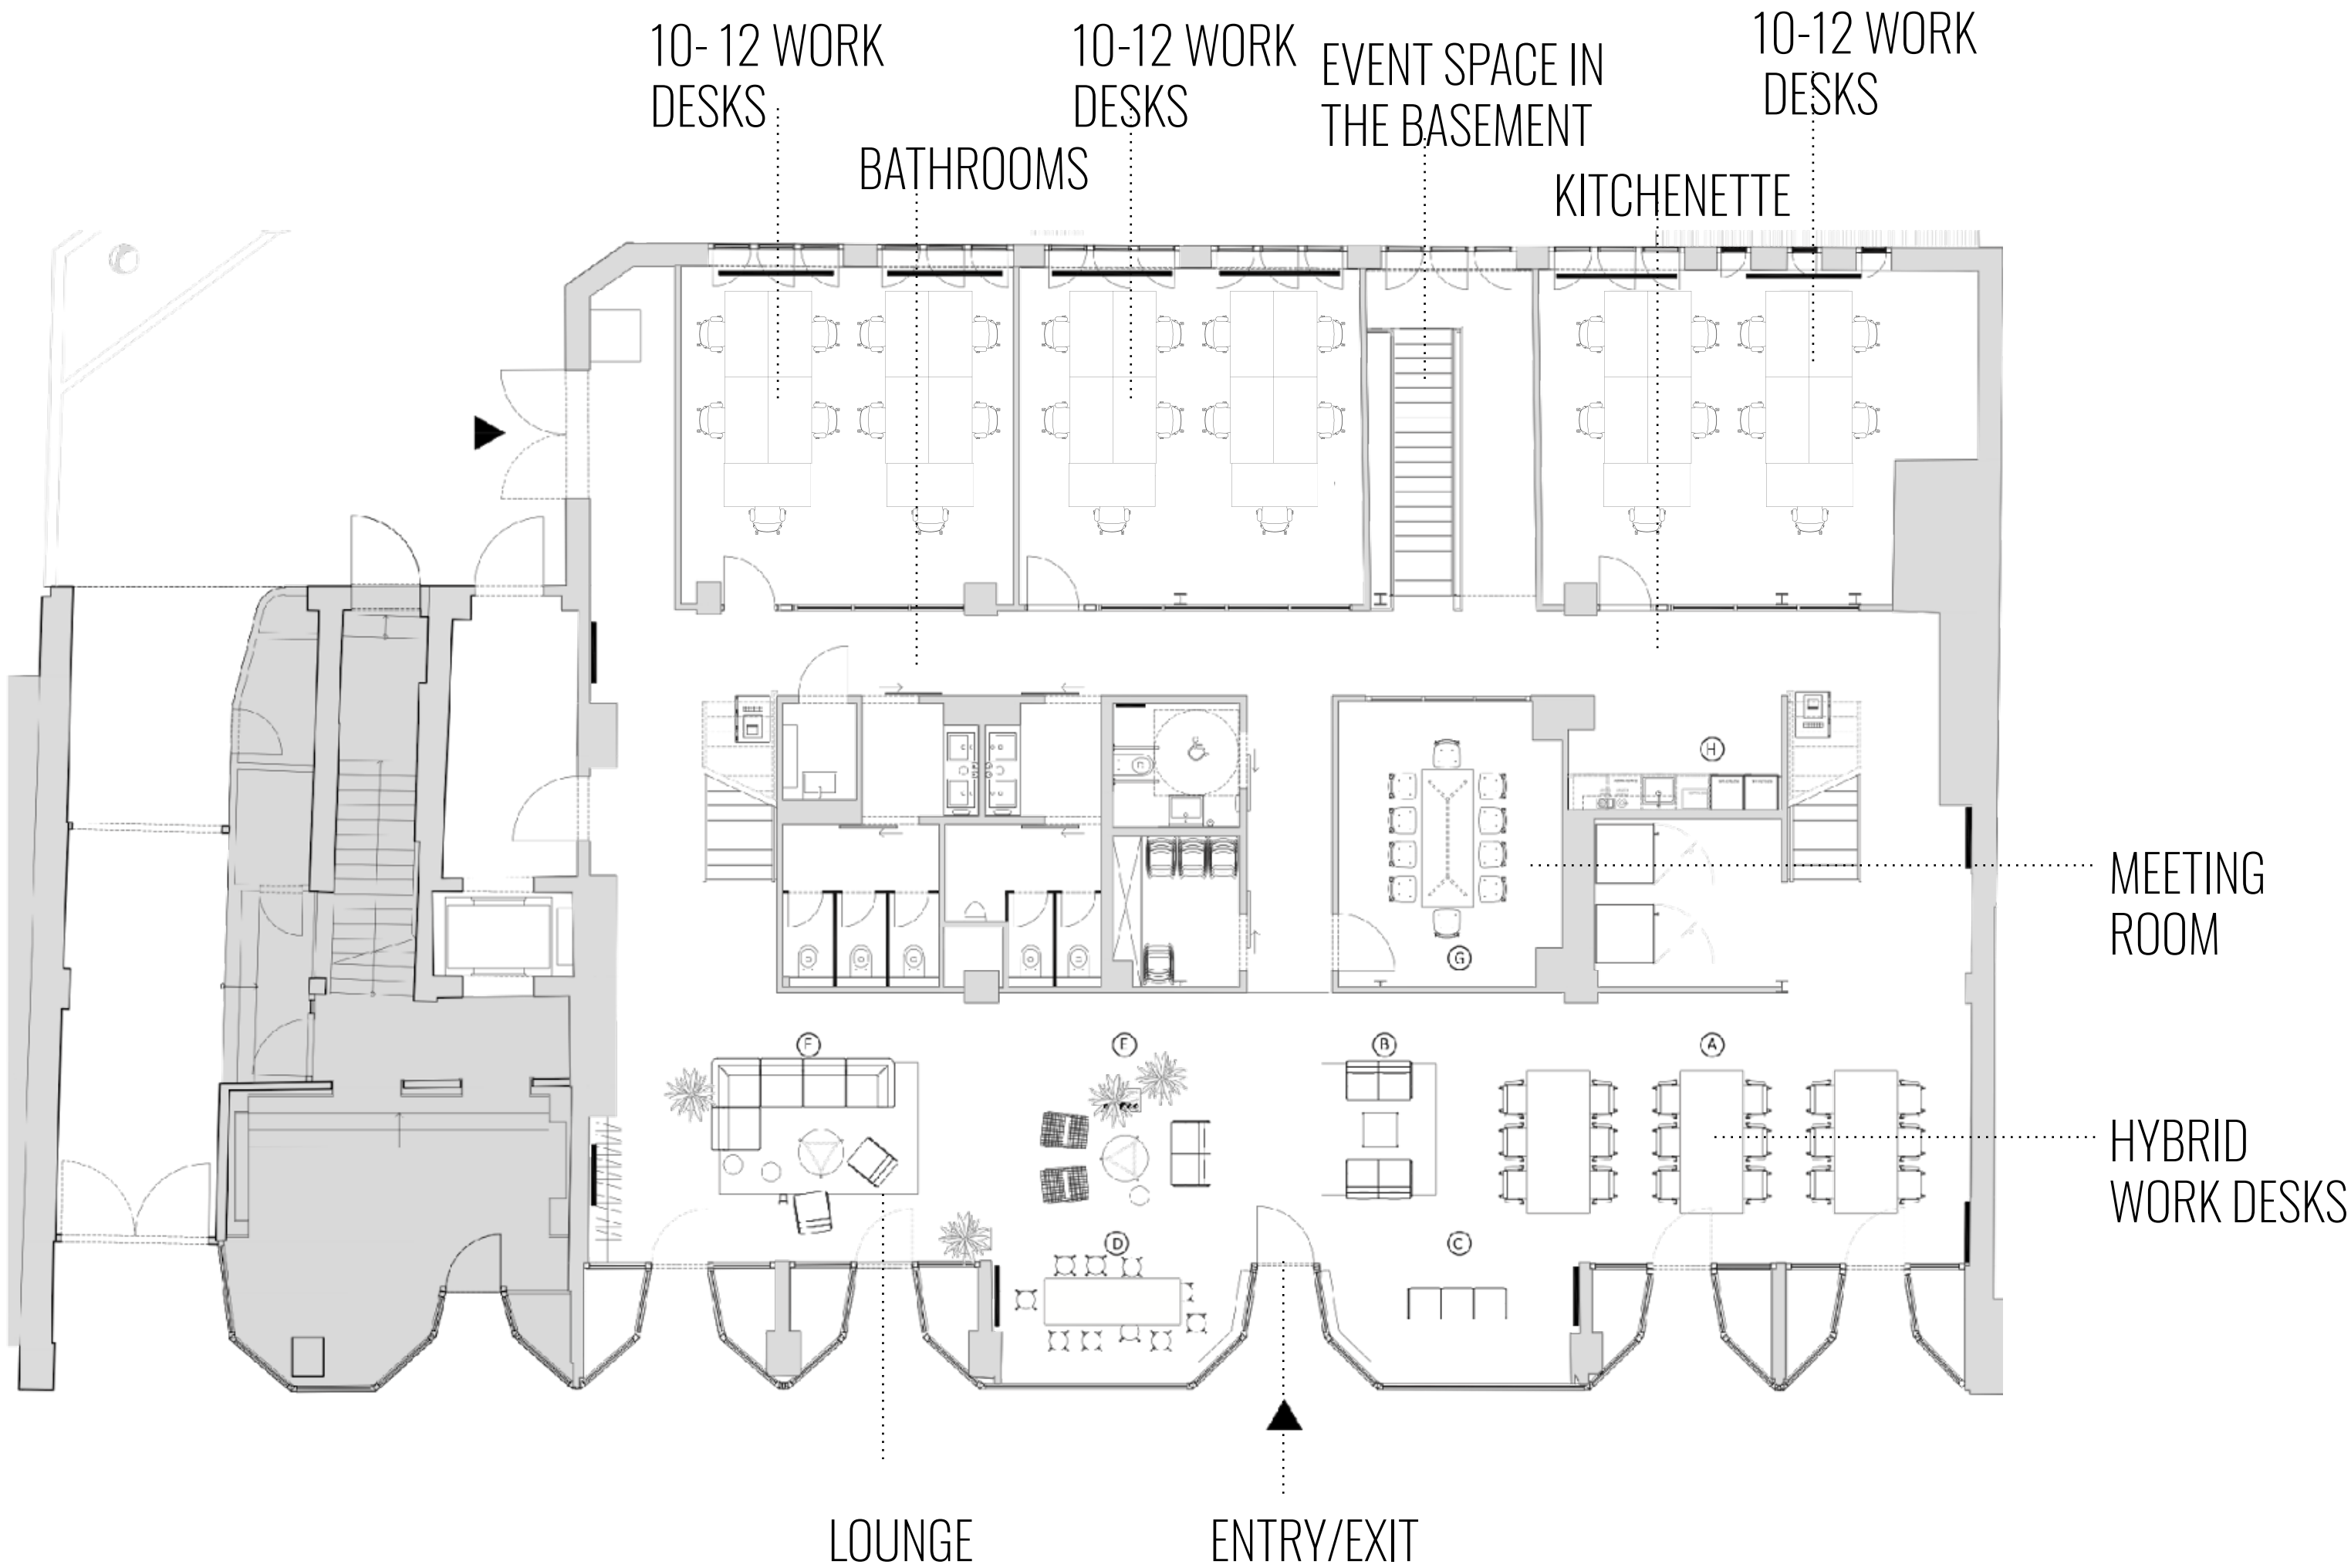 10- 12 WORK
DESKS
10-12 WORK
DESKS
EVENT SPACE IN
THE BASEMENT
10-12 WORK
DESKS
BATHROOMS
KITCHENETTE
H
MEETING
ROOM
G
F
E
B
A
HYBRID
WORK DESKS
D
C
LOUNGE
ENTRY/EXIT